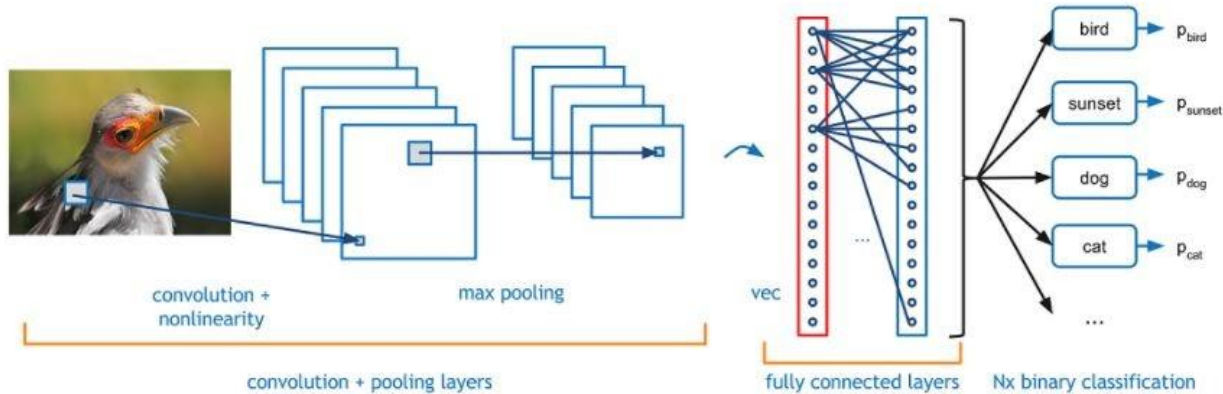 bird
p_bird
sunset
p_sunset
dog
p_dog
cat
p_cat
...
...
convolution +
nonlinearity
max pooling
vec
convolution + pooling layers
fully connected layers
Nx binary classification